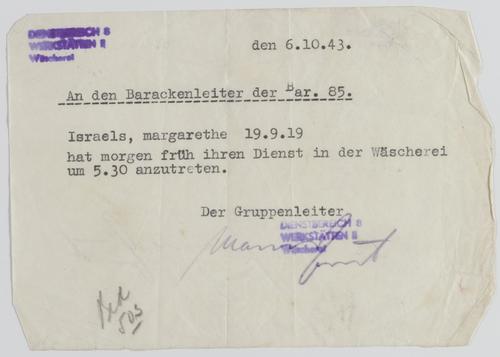 DIENSTBEREICH 8
WERKSTÄTTEN II
Wäscherei
den 6.10.43.
An den Barackenleiter der Bar. 85.
Israels, margarethe 19.9.19
hat morgen früh ihren Dienst in der Wäscherei
um 5.30 anzutreten.
Der Gruppenleiter
DIENSTBEREICH 8
WERKSTÄTTEN II
Wäscherei
503